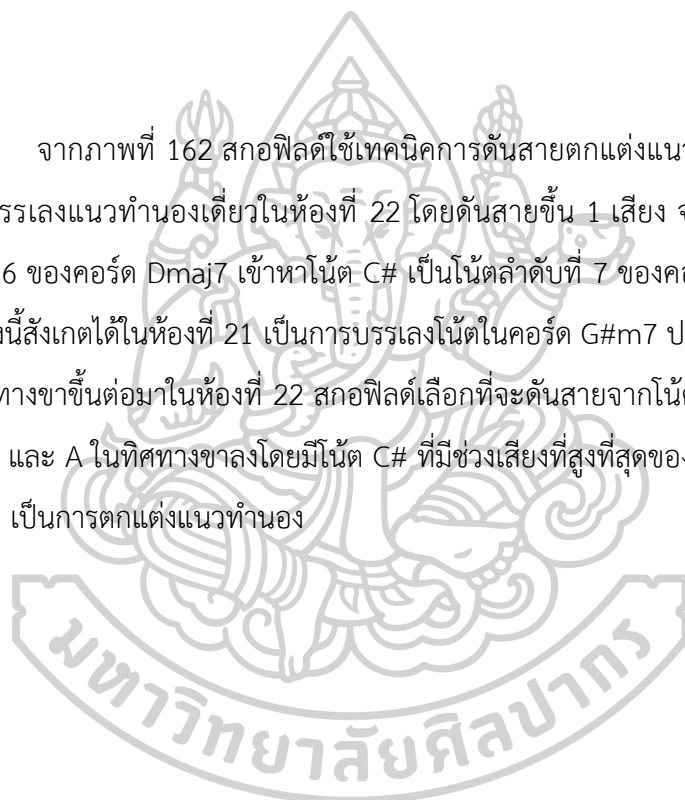 จากภาพที่ 162 สกอฟิลด์ใช้เทคนิคการดันสายตกแต่งแนว
รรเลงแนวทำนองเดี่ยวในห้องที่ 22 โดยดันสายขึ้น 1 เสียง จ
6 ของคอร์ด Dmaj7 เข้าหาโน้ต C# เป็นโน้ตลำดับที่ 7 ของค
งนี้สังเกตได้ในห้องที่ 21 เป็นการบรรเลงโน้ตในคอร์ด G#m7 ป
ทางขาขึ้นต่อมาในห้องที่ 22 สกอฟิลด์เลือกที่จะดันสายจากโน้
และ A ในทิศทางขาลงโดยมีโน้ต C# ที่มีช่วงเสียงที่สูงที่สุดขอ
เป็นการตกแต่งแนวทำนอง
มหาวิทยาลัยศิลปากร